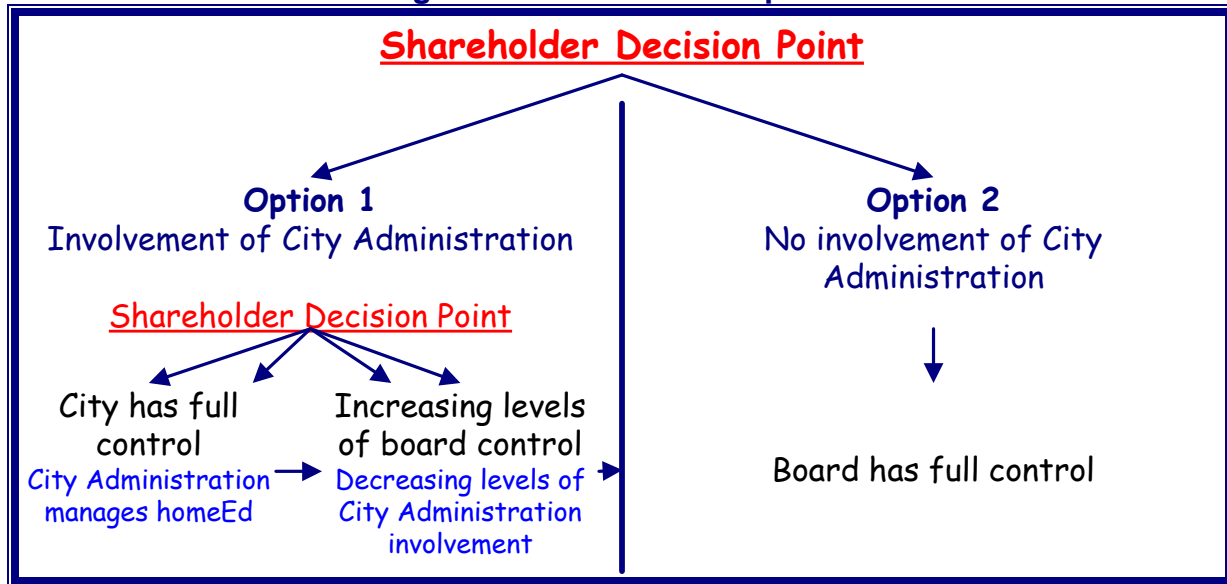 Shareholder Decision Point
Option 1
Involvement of City Administration
Shareholder Decision Point
City has full
control
City Administration
manages homeEd
Increasing levels
of board control
Decreasing levels of
City Administration
involvement
Option 2
No involvement of City
Administration
Board has full control